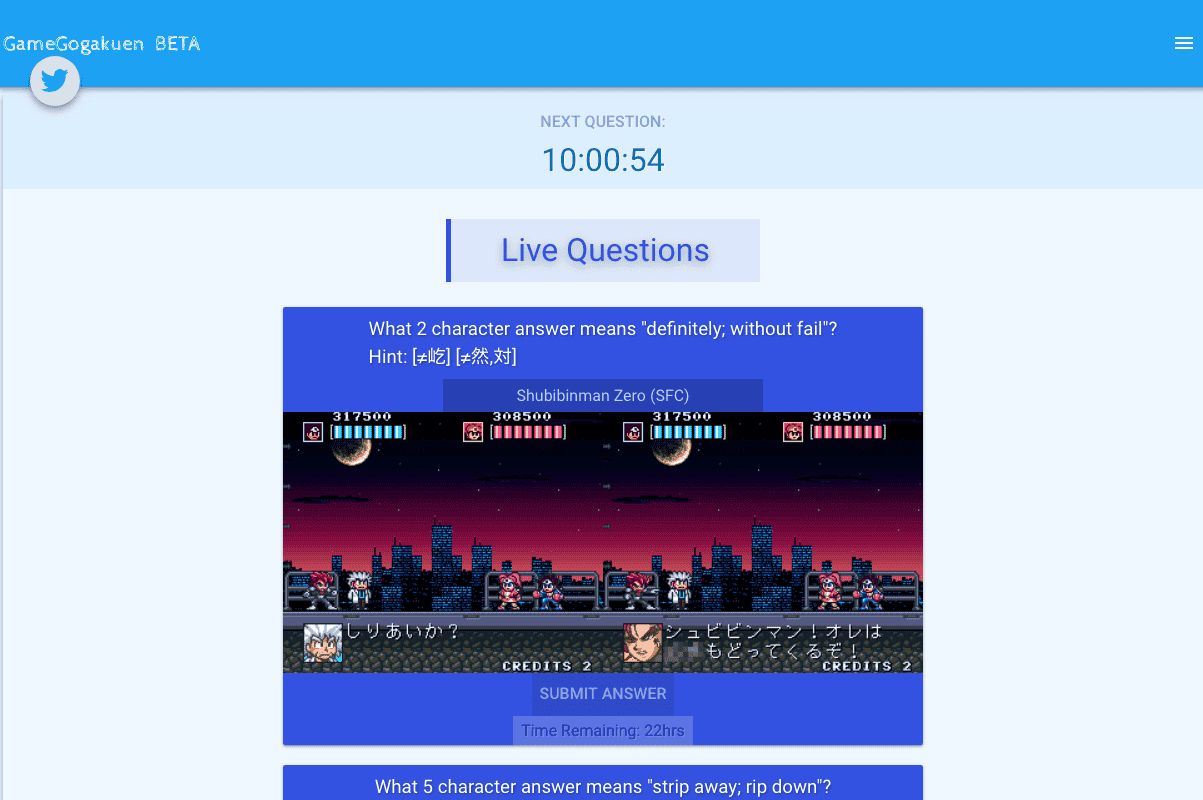 GameGogakuen BETA
NEXT QUESTION:
10:00:54
Live Questions
What 2 character answer means "definitely; without fail"?
Hint: [≠屹] [≠然,対]
Shubibinman Zero (SFC)
317500 308500 317500 308500
しりあいか？
シュビビンマン！オレは
もどってくるぞ！
CREDITS 2 CREDITS 2
SUBMIT ANSWER
Time Remaining: 22hrs
What 5 character answer means "strip away; rip down"?